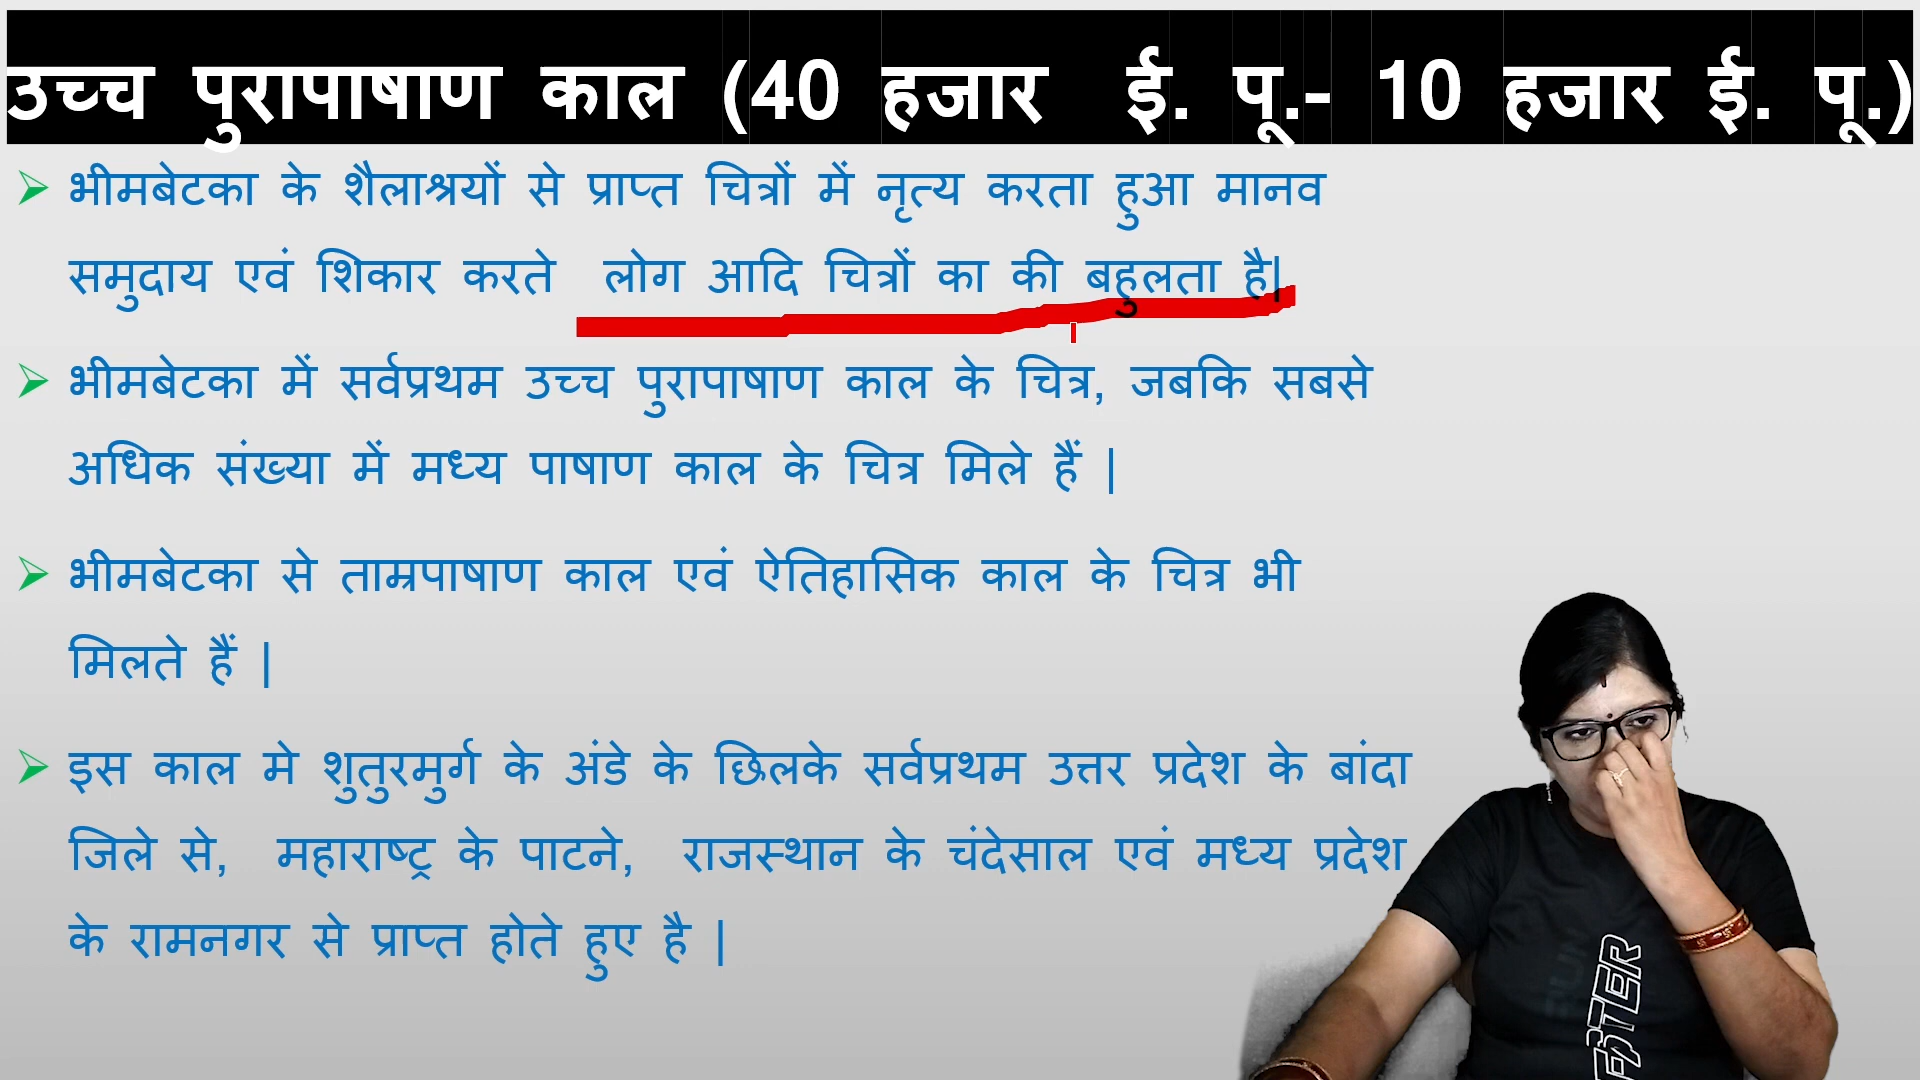 उच्च पुरापाषाण काल (40 हजार ई. पू.- 10 हजार ई. पू.)
भीमबेटका के शैलाश्रयों से प्राप्त चित्रों में नृत्य करता हुआ मानव
समुदाय एवं शिकार करते लोग आदि चित्रों का की बहुलता है|
भीमबेटका में सर्वप्रथम उच्च पुरापाषाण काल के चित्र, जबकि सबसे
अधिक संख्या में मध्य पाषाण काल के चित्र मिले हैं |
भीमबेटका से ताम्रपाषाण काल एवं ऐतिहासिक काल के चित्र भी
मिलते हैं |
इस काल मे शुतुरमुर्ग के अंडे के छिलके सर्वप्रथम उत्तर प्रदेश के बांदा
जिले से, महाराष्ट्र के पाटने, राजस्थान के चंदेसाल एवं मध्य प्रदेश
के रामनगर से प्राप्त होते हुए है |